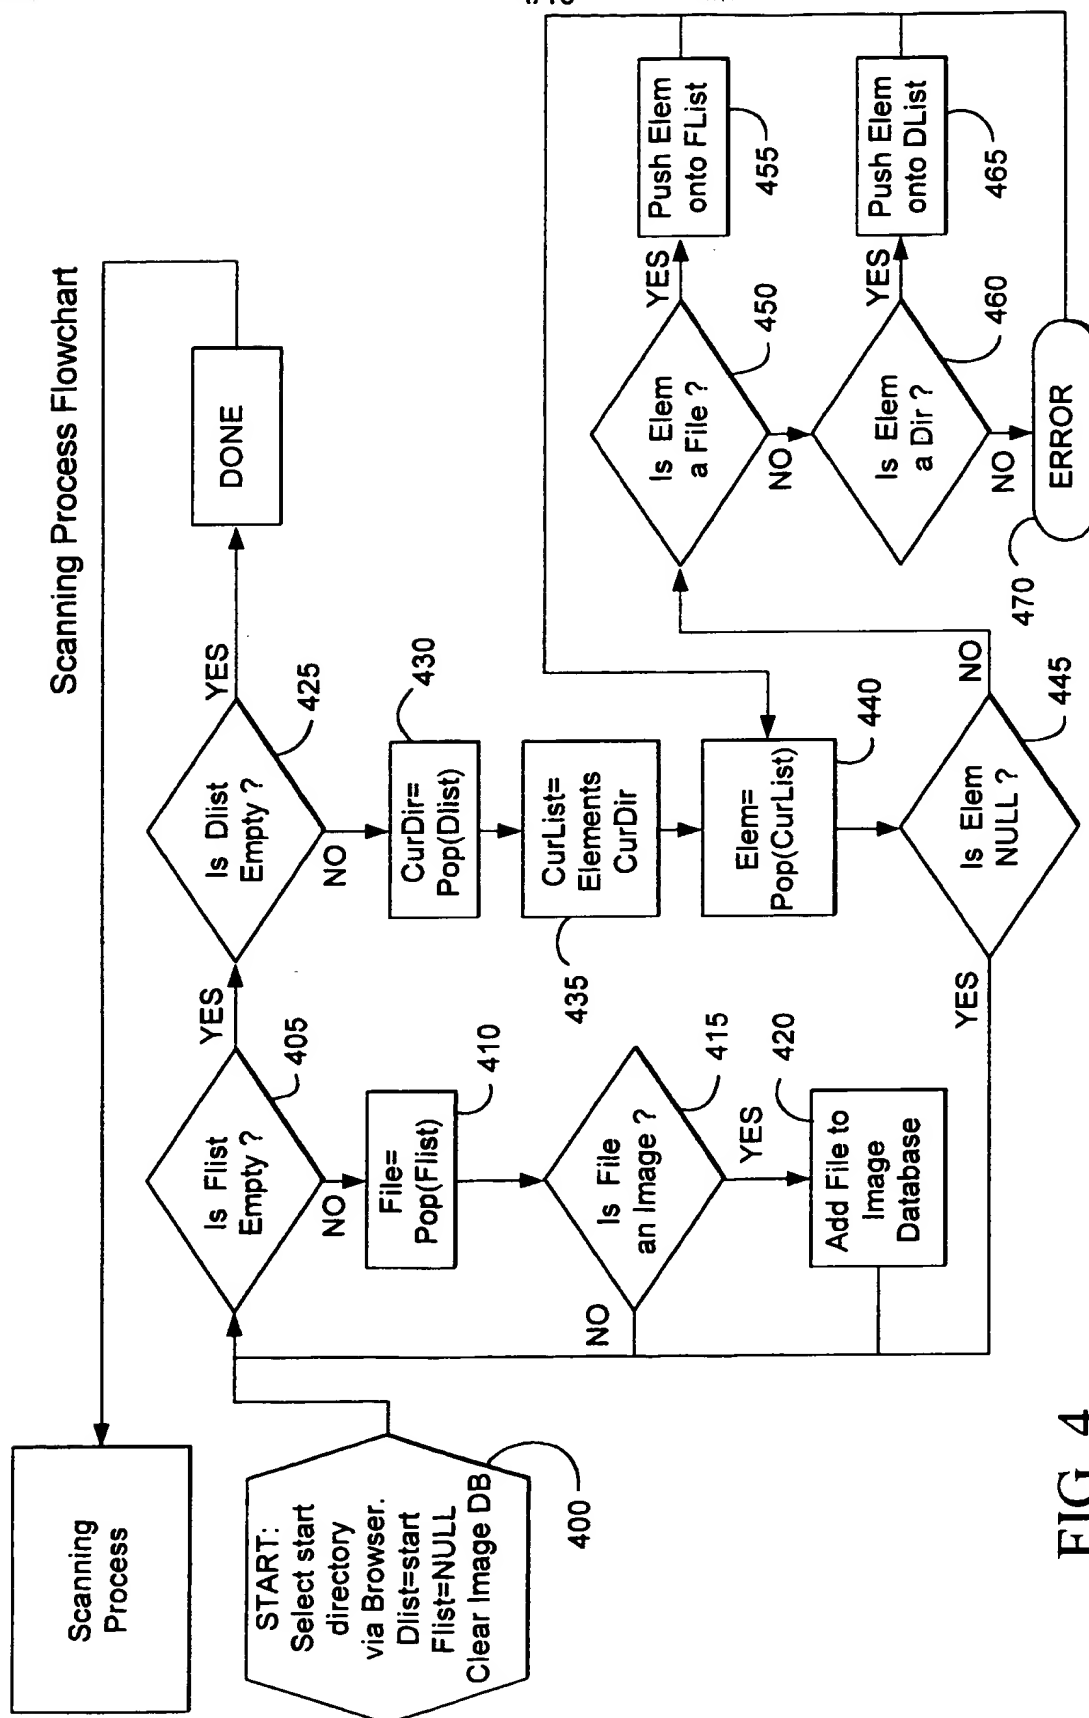 Scanning Process Flowchart
Scanning
Process
START:
Select start
directory
via Browser.
Dlist=start
Flist=NULL
Clear Image DB
400
Is Flist
Empty ?
405
YES
NO
File=
Pop(Flist)
410
Is File
an Image ?
415
NO
YES
Add File to
Image
Database
420
Is Dlist
Empty ?
425
YES
NO
DONE
CurDir=
Pop(Dlist)
430
CurList=
Elements
CurDir
435
Elem=
Pop(CurList)
440
Is Elem
NULL ?
445
YES
NO
Is Elem
a File ?
450
YES
NO
Push Elem
onto FList
455
Is Elem
a Dir ?
460
YES
NO
Push Elem
onto DList
465
ERROR
470
FIG. 4